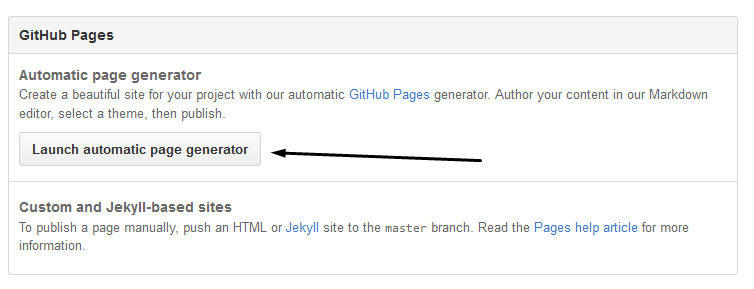 GitHub Pages
Automatic page generator
Create a beautiful site for your project with our automatic GitHub Pages generator. Author your content in our Markdown
editor, select a theme, then publish.
Launch automatic page generator
Custom and Jekyll-based sites
To publish a page manually, push an HTML or Jekyll site to the master branch. Read the Pages help article for more
information.